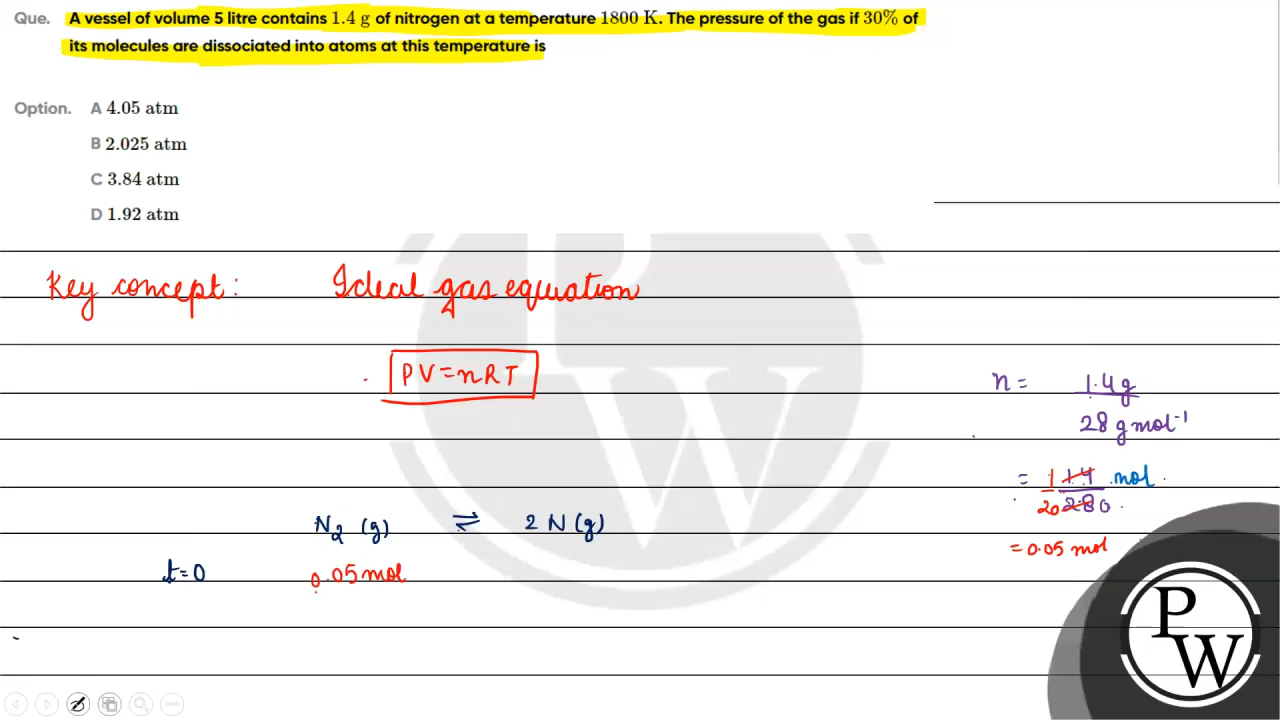 Que. A vessel of volume 5 litre contains 1.4 g of nitrogen at a temperature 1800 K. The pressure of the gas if 30% of
its molecules are dissociated into atoms at this temperature is
Option. A 4.05 atm
B 2.025 atm
C 3.84 atm
D 1.92 atm
Key concept: Ideal gas equation
PV=nRT
n = 1.4g / 28 g mol⁻¹
= 1 1.4 / 20 280 mol
= 0.05 mol
N₂ (g) ⇌ 2 N (g)
t=0 0.05 mol
P
W